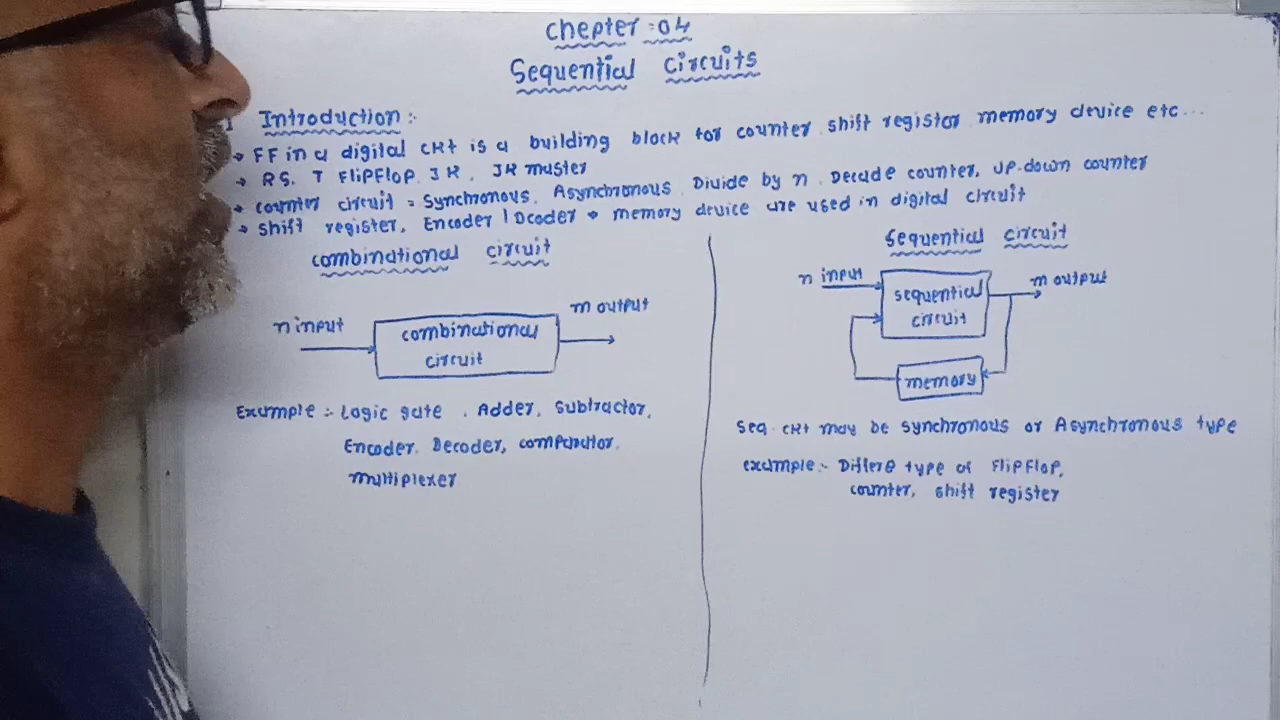 Chepter :04
Sequential Circuits
Introduction :-
→ FF in a digital CKT is a building block for counter, shift register, memory device etc...
→ RS. T FlipFlop. JK, JK master
→ counter circuit = Synchronous, Asynchronous, Divide by n, Decade counter, up-down counter
→ shift register, Encoder | Dcoder → memory device are used in digital circuit
combinational circuit
n input
combinational
circuit
m output
Example :- Logic gate, Adder, Subtractor,
Encoder, Decoder,
multiplexer
Sequential circuit
n input
sequential
circuit
m output
memory
seq. CKT may be synchronous or Asynchronous type
example :- type of FlipFlop,
counter, shift register